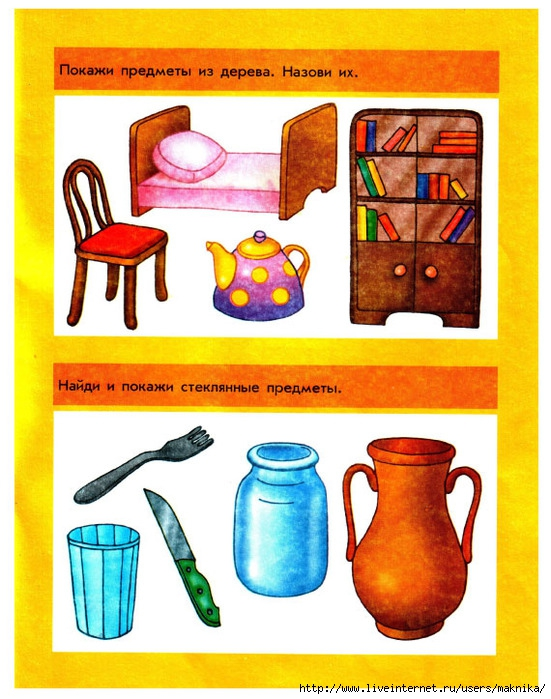 Покажи предметы из дерева. Назови их.
Найди и покажи стеклянные предметы.
http://www.liveinternet.ru/users/maknika/